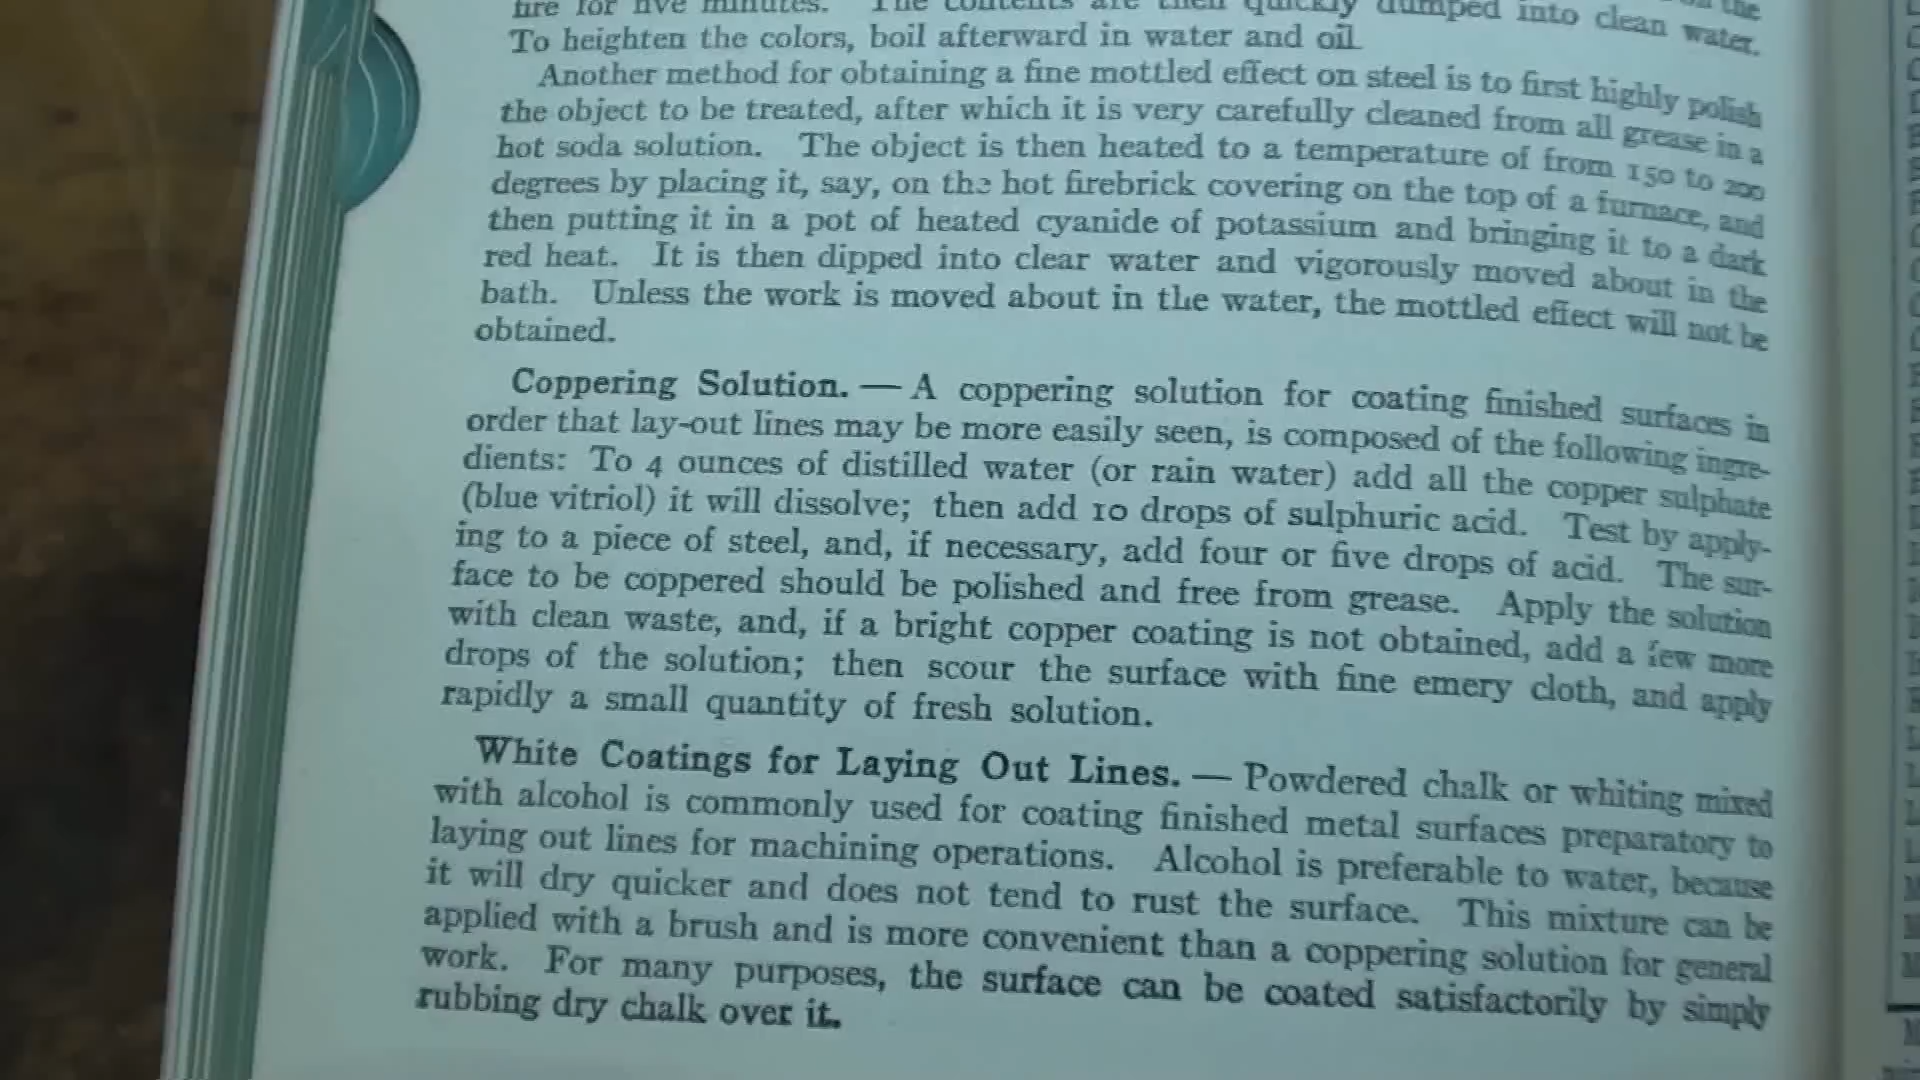 fire for five minutes. The contents are then quickly dumped into clean water.
To heighten the colors, boil afterward in water and oil.
Another method for obtaining a fine mottled effect on steel is to first highly polish
the object to be treated, after which it is very carefully cleaned from all grease in a
hot soda solution. The object is then heated to a temperature of from 150 to 200
degrees by placing it, say, on the hot firebrick covering on the top of a furnace, and
then putting it in a pot of heated cyanide of potassium and bringing it to a dark
red heat. It is then dipped into clear water and vigorously moved about in the
bath. Unless the work is moved about in the water, the mottled effect will not be
obtained.
Coppering Solution. — A coppering solution for coating finished surfaces in
order that lay-out lines may be more easily seen, is composed of the following ingre-
dients: To 4 ounces of distilled water (or rain water) add all the copper sulphate
(blue vitriol) it will dissolve; then add 10 drops of sulphuric acid. Test by apply-
ing to a piece of steel, and, if necessary, add four or five drops of acid. The sur-
face to be coppered should be polished and free from grease. Apply the solution
with clean waste, and, if a bright copper coating is not obtained, add a few more
drops of the solution; then scour the surface with fine emery cloth, and apply
rapidly a small quantity of fresh solution.
White Coatings for Laying Out Lines. — Powdered chalk or whiting mixed
with alcohol is commonly used for coating finished metal surfaces preparatory to
laying out lines for machining operations. Alcohol is preferable to water, because
it will dry quicker and does not tend to rust the surface. This mixture can be
applied with a brush and is more convenient than a coppering solution for general
work. For many purposes, the surface can be coated satisfactorily by simply
rubbing dry chalk over it.